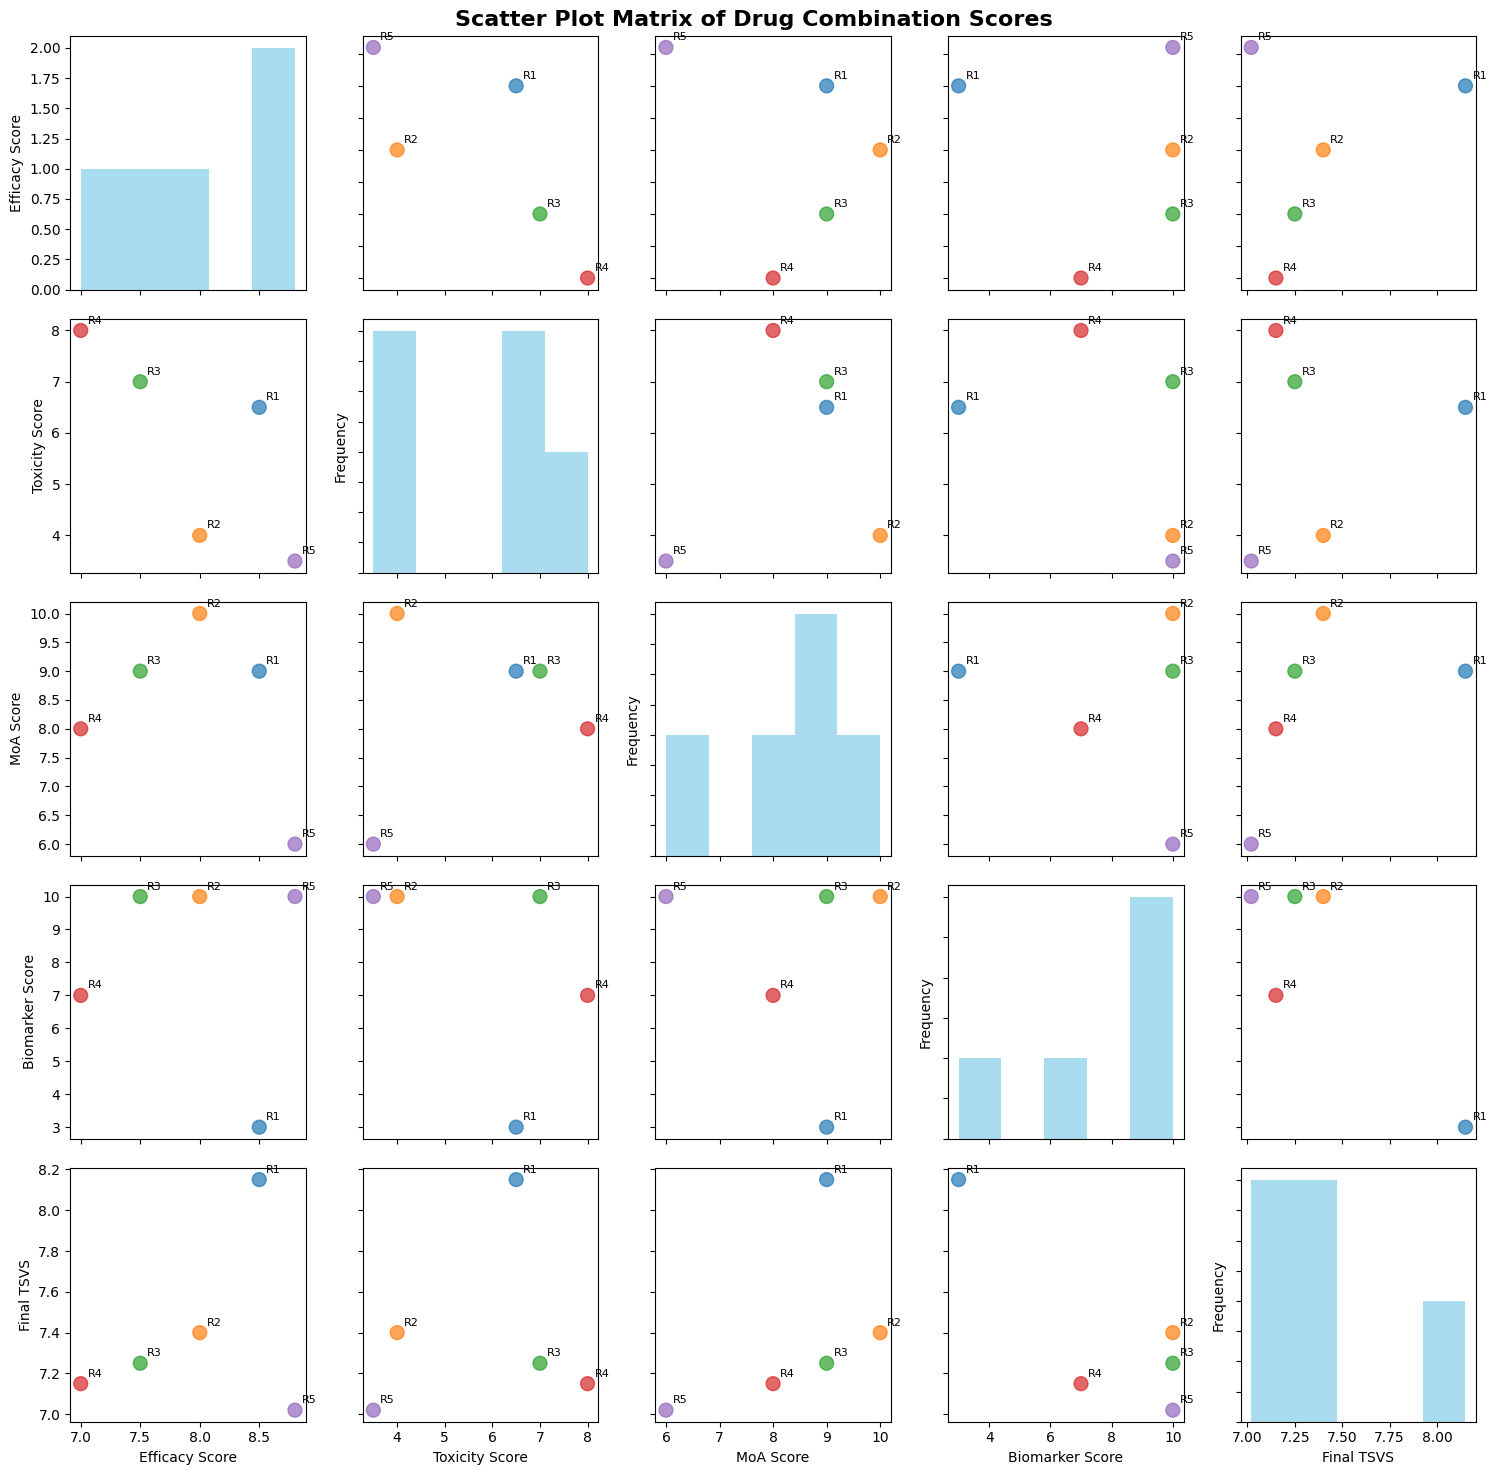 Scatter Plot Matrix of Drug Combination Scores
Efficacy Score
2.00
1.75
1.50
1.25
1.00
0.75
0.50
0.25
0.00
7.0 7.5 8.0 8.5
R5
R1
R2
R3
R4
R5
R1
R2
R3
R4
R5
R1
R2
R3
R4
R5
R1
R2
R3
R4
Toxicity Score
8
7
6
5
4
R4
R3
R1
R2
R5
Frequency
R4
R3
R1
R2
R5
R4
R3
R1
R2
R5
R4
R3
R1
R2
R5
MoA Score
10.0
9.5
9.0
8.5
8.0
7.5
7.0
6.5
6.0
R2
R3
R1
R4
R5
R2
R1
R3
R4
R5
Frequency
R2
R1
R3
R4
R5
R2
R3
R1
R4
R5
Biomarker Score
10
9
8
7
6
5
4
3
R3
R2
R5
R4
R1
R5
R2
R3
R4
R1
R5
R3
R2
R4
R1
Frequency
R5
R3
R2
R4
R1
Final TSVS
8.2
8.0
7.8
7.6
7.4
7.2
7.0
R1
R2
R3
R4
R5
R1
R2
R3
R4
R5
R1
R2
R3
R4
R5
R1
R2
R3
R4
R5
Frequency
7.0 7.5 8.0 8.5
Efficacy Score
4 5 6 7 8
Toxicity Score
6 7 8 9 10
MoA Score
4 6 8 10
Biomarker Score
7.00 7.25 7.50 7.75 8.00
Final TSVS